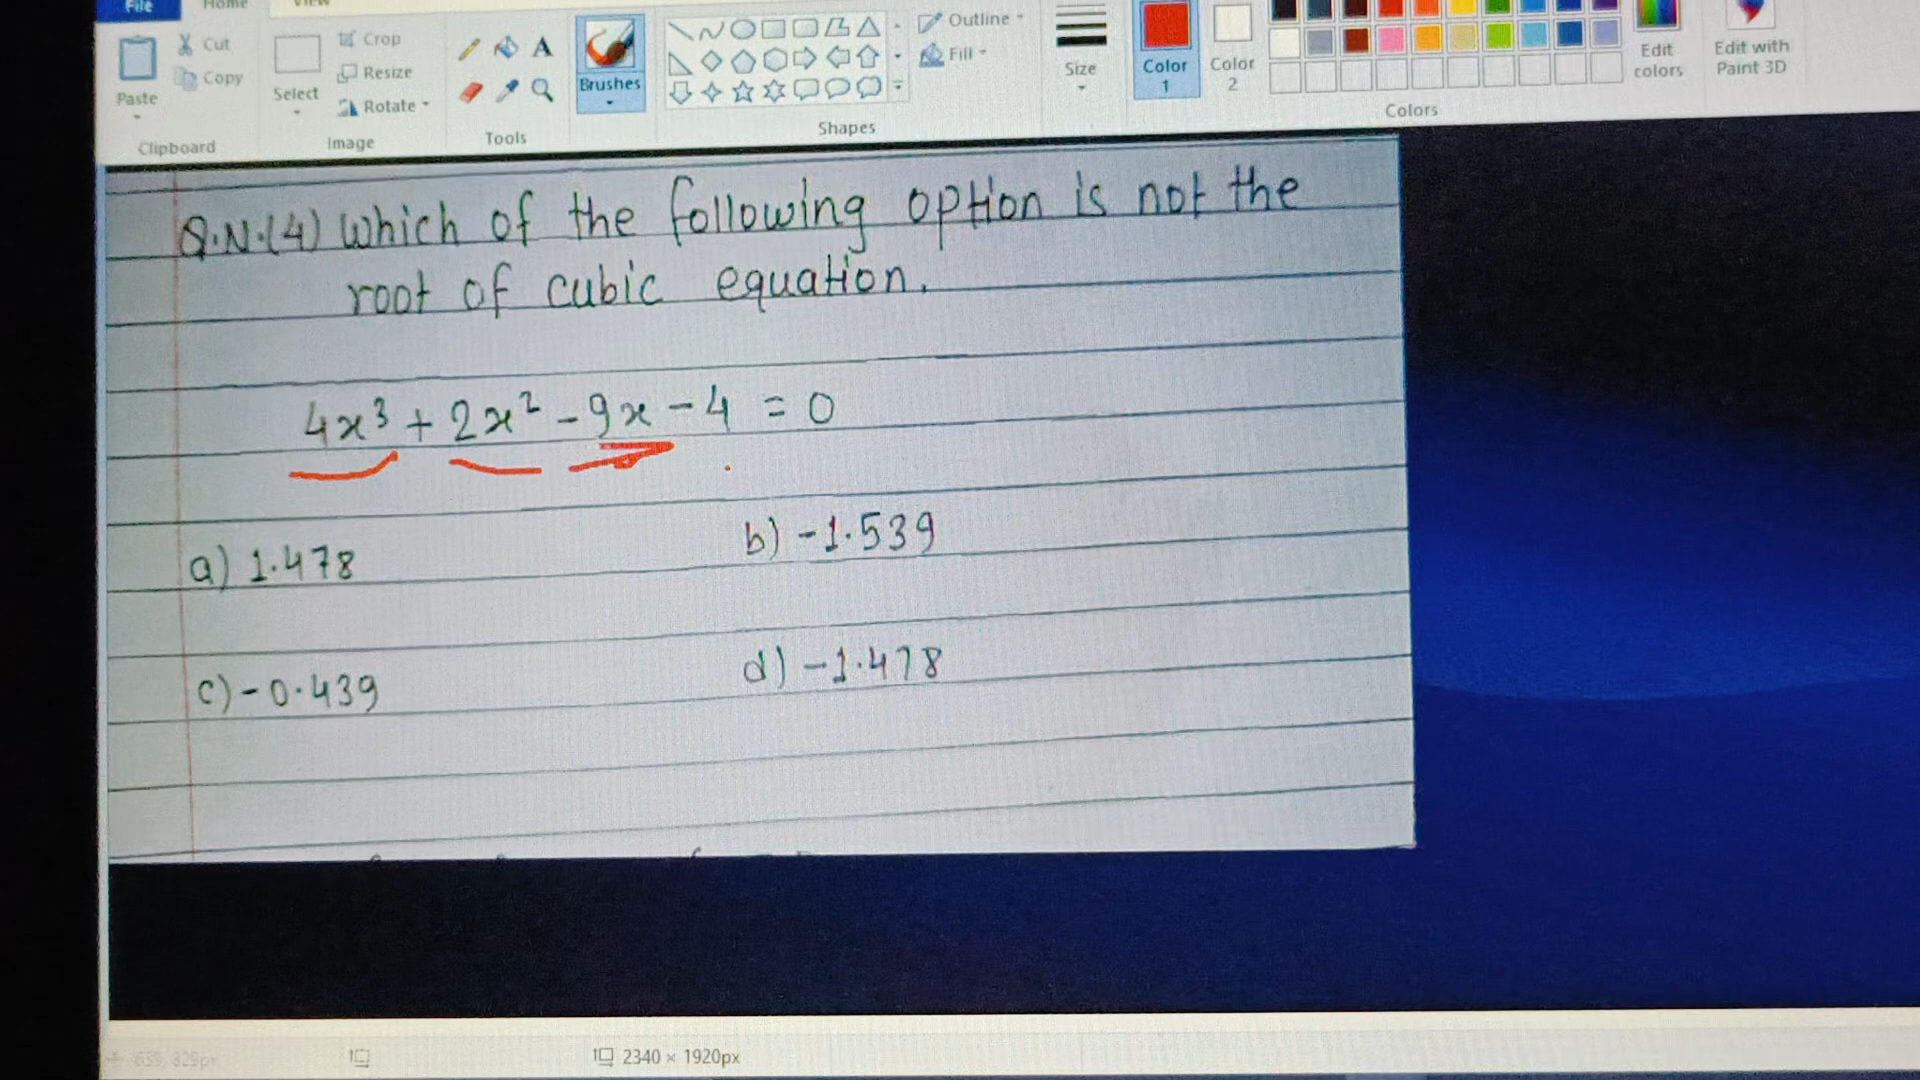 File Home View
Paste Cut Copy Clipboard
Select Crop Resize Rotate Image
A Tools
Brushes
Outline Fill Shapes
Size
Color 1 Color 2 Edit colors Colors
Edit with Paint 3D
Q.N.(4) Which of the following option is not the
root of cubic equation.
4x³ + 2x² - 9x - 4 = 0
a) 1.478 b) -1.539
c) -0.439 d) -1.478
2340 × 1920px